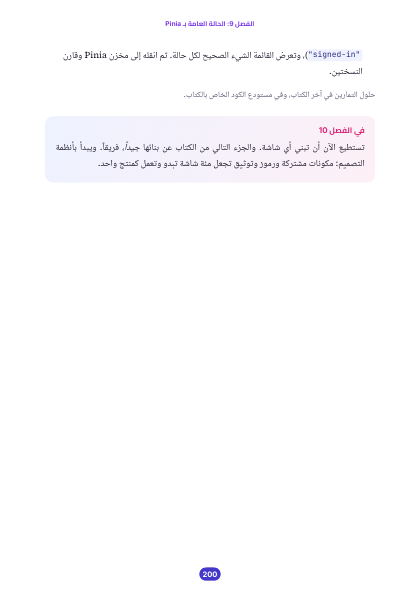 الفصل 9: الحالة العامة بـ Pinia
"signed-in")، وتعرض القائمة الشيء الصحيح لكل حالة. ثم انقله إلى مخزن Pinia وقارن
النسختين.
حلول التمارين في آخر الكتاب، وفي مستودع الكود الخاص بالكتاب.
في الفصل 10
تستطيع الآن أن تبني أي شاشة. والجزء التالي من الكتاب عن بنائها جيداً، فريقاً. ويبدأ بأنظمة
التصميم: مكونات مشتركة ورموز وتوثيق تجعل مئة شاشة تبدو وتعمل كمنتج واحد.
200